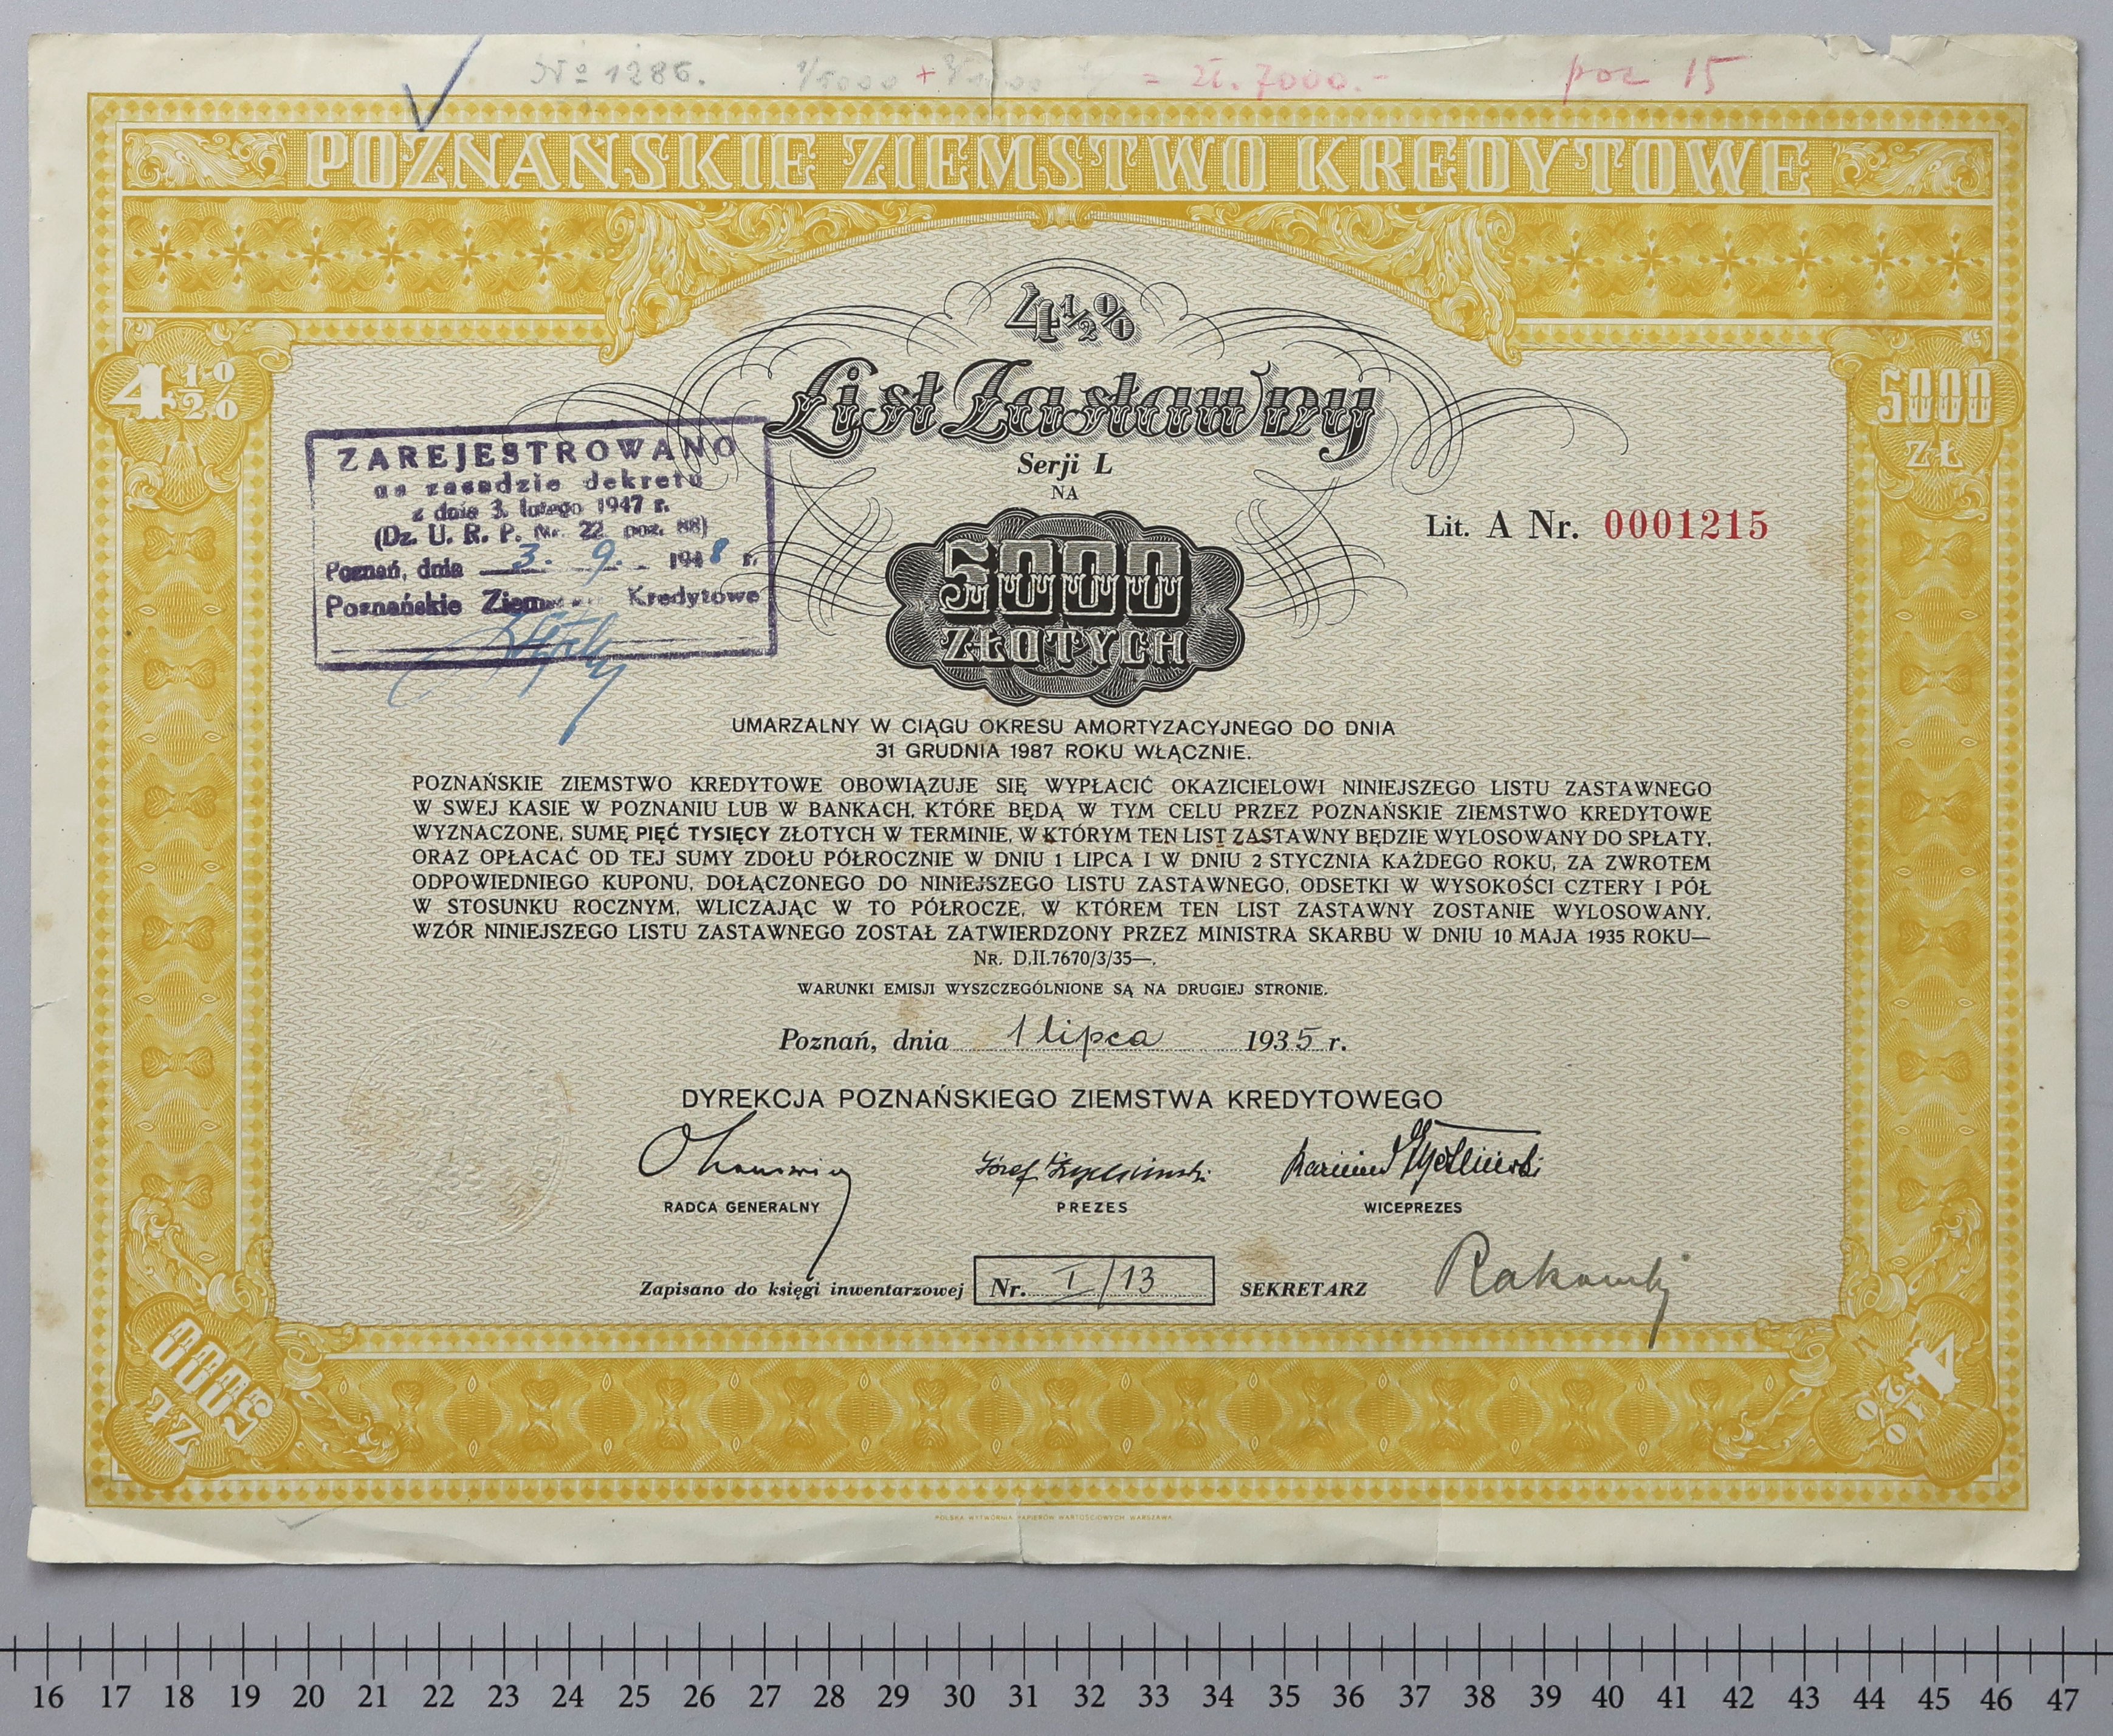 № 1286. 1/5000 + = zł. 7000.- poz 15
POZNAŃSKIE ZIEMSTWO KREDYTOWE
4½%
4½%
5000
ZŁ
List Zastawny
Serji L
NA
Lit. A Nr. 0001215
5000
ZŁOTYCH
ZAREJESTROWANO
na zasadzie dekretu
z dnia 3. lutego 1947 r.
(Dz. U. R. P. Nr. 22 poz. 88)
Poznań, dnia 3. 9. 1948 r.
Poznańskie Kredytowe
UMARZALNY W CIĄGU OKRESU AMORTYZACYJNEGO DO DNIA
31 GRUDNIA 1987 ROKU WŁĄCZNIE.
POZNAŃSKIE ZIEMSTWO KREDYTOWE OBOWIĄZUJE SIĘ WYPŁACIĆ OKAZICIELOWI NINIEJSZEGO LISTU ZASTAWNEGO
W SWEJ KASIE W POZNANIU LUB W BANKACH, KTÓRE BĘDĄ W TYM CELU PRZEZ POZNAŃSKIE ZIEMSTWO KREDYTOWE
WYZNACZONE, SUMĘ PIĘĆ TYSIĘCY ZŁOTYCH W TERMINIE, W KTÓRYM TEN LIST ZASTAWNY BĘDZIE WYLOSOWANY DO SPŁATY,
ORAZ OPŁACAĆ OD TEJ SUMY ZDOŁU PÓŁROCZNIE W DNIU 1 LIPCA I W DNIU 2 STYCZNIA KAŻDEGO ROKU, ZA ZWROTEM
ODPOWIEDNIEGO KUPONU, DOŁĄCZONEGO DO NINIEJSZEGO LISTU ZASTAWNEGO, ODSETKI W WYSOKOŚCI CZTERY I PÓŁ
W STOSUNKU ROCZNYM, WLICZAJĄC W TO PÓŁROCZE, W KTÓREM TEN LIST ZASTAWNY ZOSTANIE WYLOSOWANY.
WZÓR NINIEJSZEGO LISTU ZASTAWNEGO ZOSTAŁ ZATWIERDZONY PRZEZ MINISTRA SKARBU W DNIU 10 MAJA 1935 ROKU—
NR. D.II.7670/3/35—.
WARUNKI EMISJI WYSZCZEGÓLNIONE SĄ NA DRUGIEJ STRONIE.
Poznań, dnia 1 lipca 1935 r.
DYREKCJA POZNAŃSKIEGO ZIEMSTWA KREDYTOWEGO
RADCA GENERALNY
PREZES
WICEPREZES
Zapisano do księgi inwentarzowej Nr. I/13 SEKRETARZ
5000
ZŁ
4½%
POLSKA WYTWÓRNIA PAPIERÓW WARTOŚCIOWYCH WARSZAWA
16 17 18 19 20 21 22 23 24 25 26 27 28 29 30 31 32 33 34 35 36 37 38 39 40 41 42 43 44 45 46 47